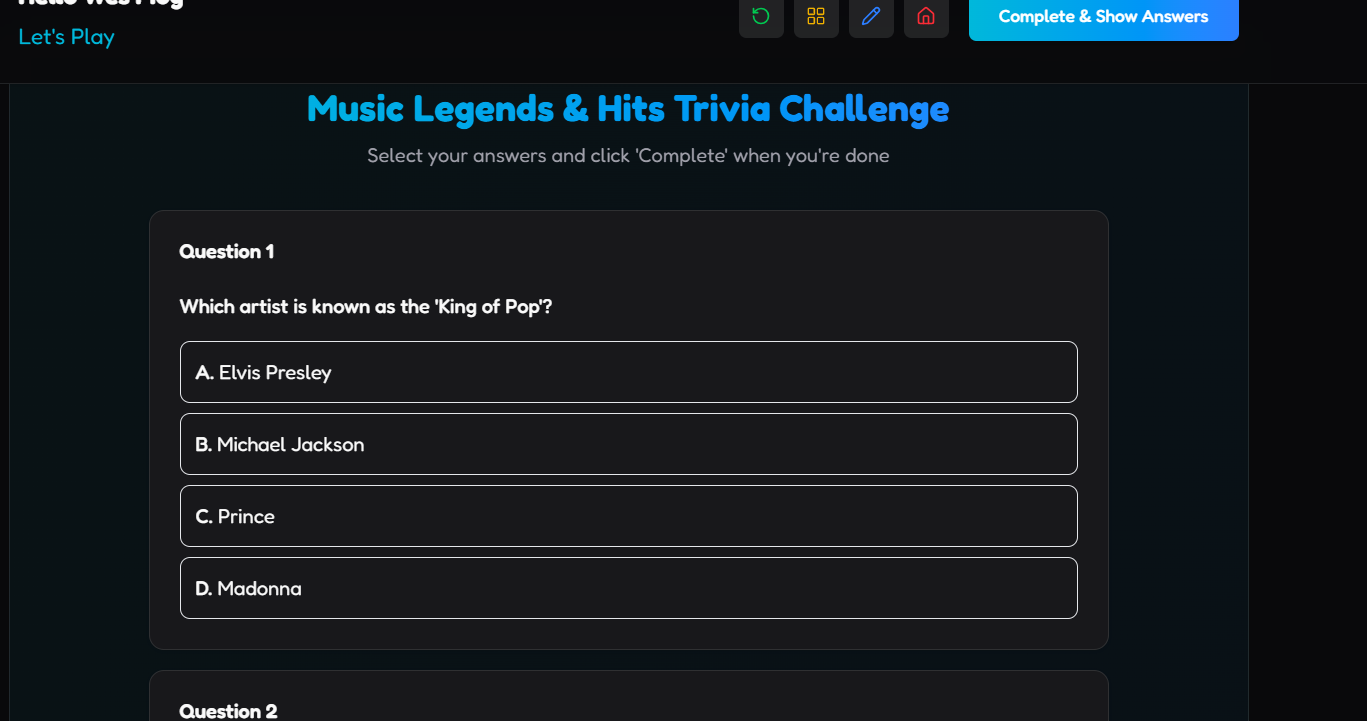 Let's Play
Complete & Show Answers
Music Legends & Hits Trivia Challenge
Select your answers and click 'Complete' when you're done
Question 1
Which artist is known as the 'King of Pop'?
A. Elvis Presley
B. Michael Jackson
C. Prince
D. Madonna
Question 2